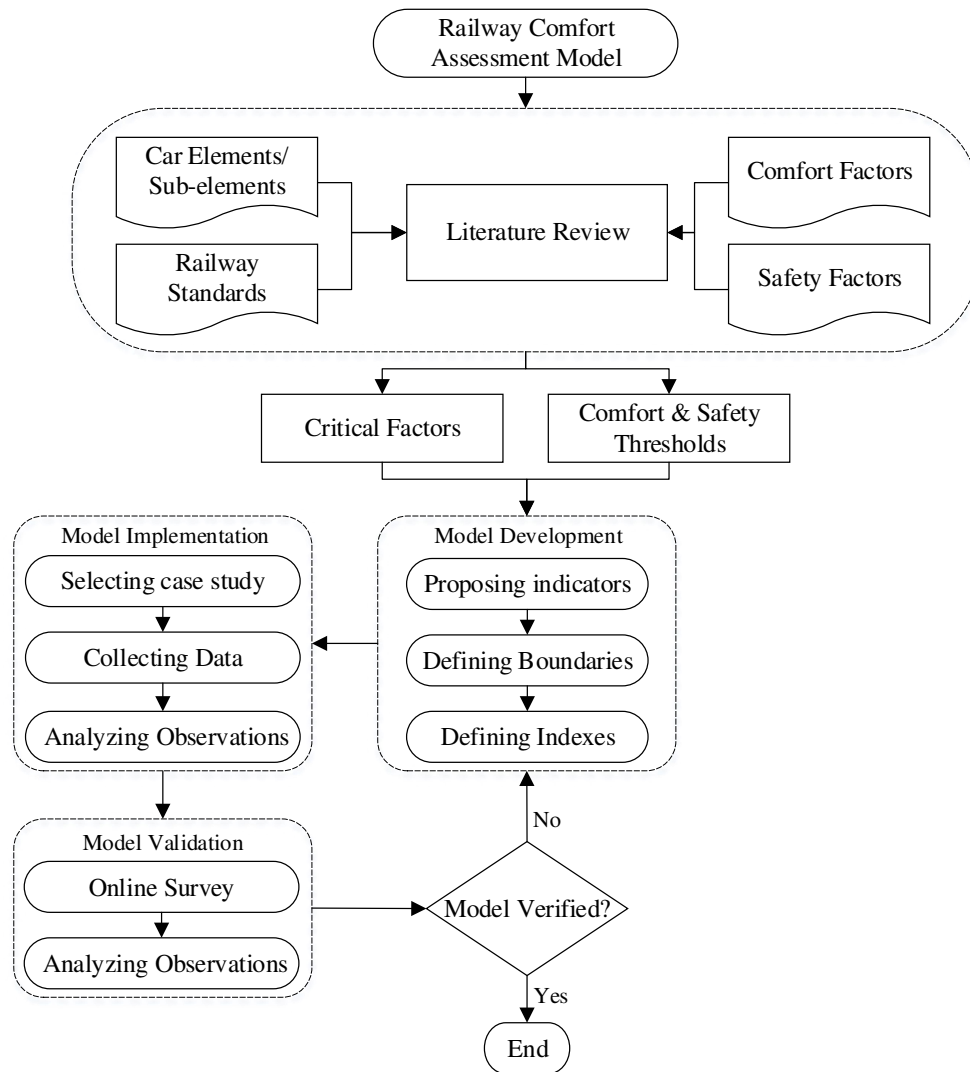 Railway Comfort
Assessment Model
Car Elements/
Sub-elements
Railway
Standards
Literature Review
Comfort Factors
Safety Factors
Critical Factors
Comfort & Safety
Thresholds
Model Development
Proposing indicators
Defining Boundaries
Defining Indexes
Model Implementation
Selecting case study
Collecting Data
Analyzing Observations
Model Validation
Online Survey
Analyzing Observations
Model Verified?
No
Yes
End